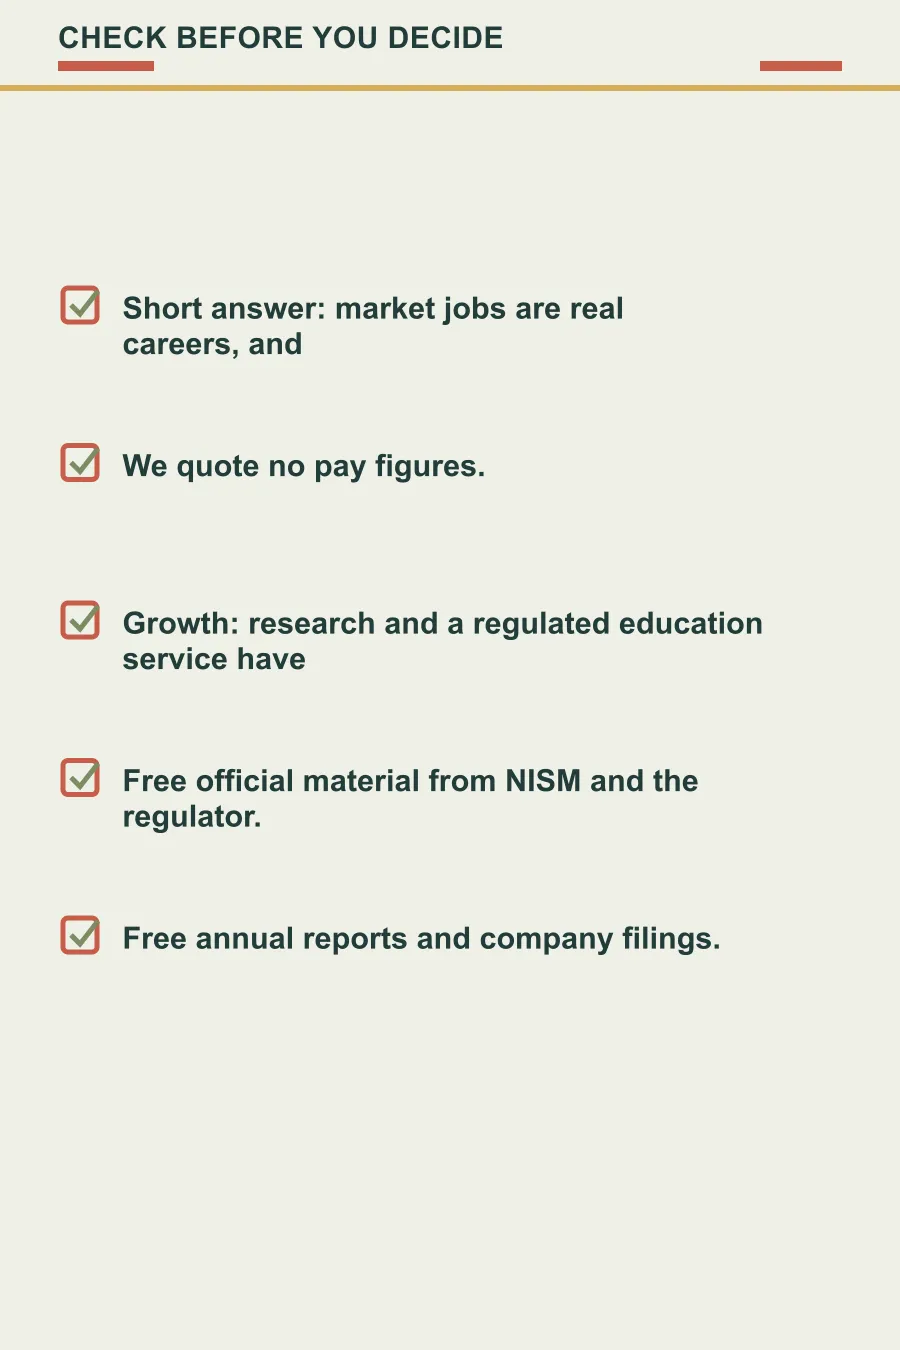 CHECK BEFORE YOU DECIDE
Short answer: market jobs are real
careers, and
We quote no pay figures.
Growth: research and a regulated education
service have
Free official material from NISM and the
regulator.
Free annual reports and company filings.